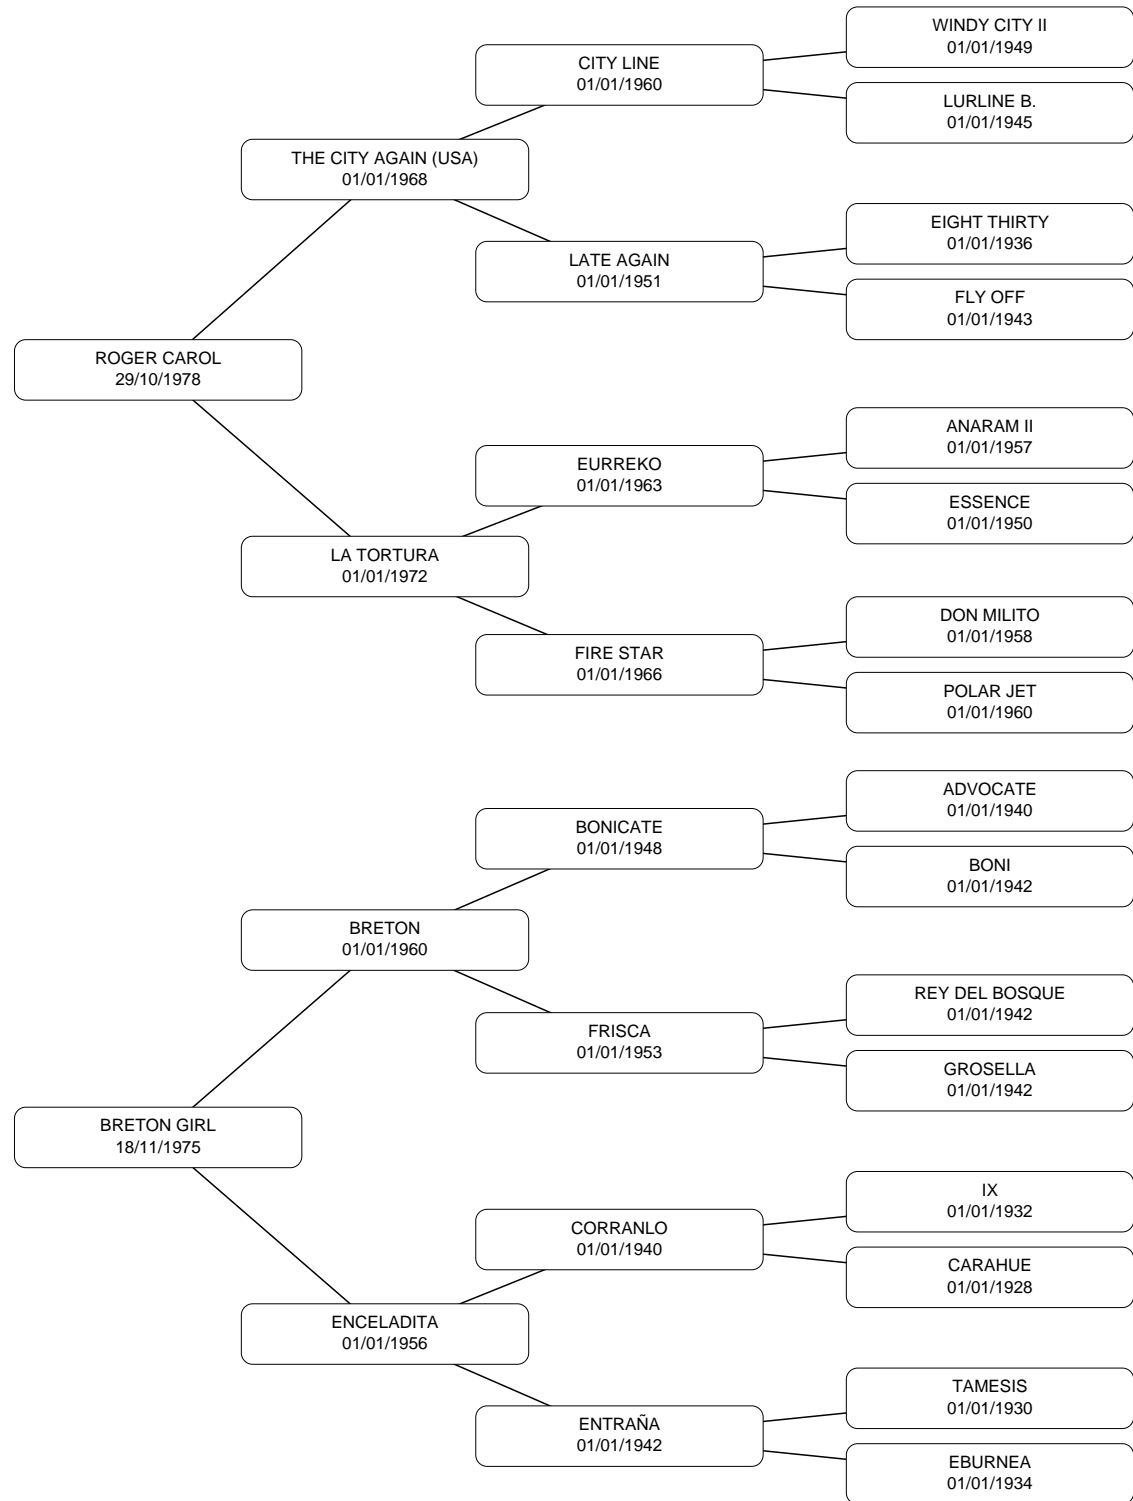 WINDY CITY II
01/01/1949
CITY LINE
01/01/1960
LURLINE B.
01/01/1945
THE CITY AGAIN (USA)
01/01/1968
EIGHT THIRTY
01/01/1936
LATE AGAIN
01/01/1951
FLY OFF
01/01/1943
ROGER CAROL
29/10/1978
ANARAM II
01/01/1957
EURREKO
01/01/1963
ESSENCE
01/01/1950
LA TORTURA
01/01/1972
DON MILITO
01/01/1958
FIRE STAR
01/01/1966
POLAR JET
01/01/1960
ADVOCATE
01/01/1940
BONICATE
01/01/1948
BONI
01/01/1942
BRETON
01/01/1960
REY DEL BOSQUE
01/01/1942
FRISCA
01/01/1953
GROSELLA
01/01/1942
BRETON GIRL
18/11/1975
IX
01/01/1932
CORRANLO
01/01/1940
CARAHUE
01/01/1928
ENCELADITA
01/01/1956
TAMESIS
01/01/1930
ENTRAÑA
01/01/1942
EBURNEA
01/01/1934